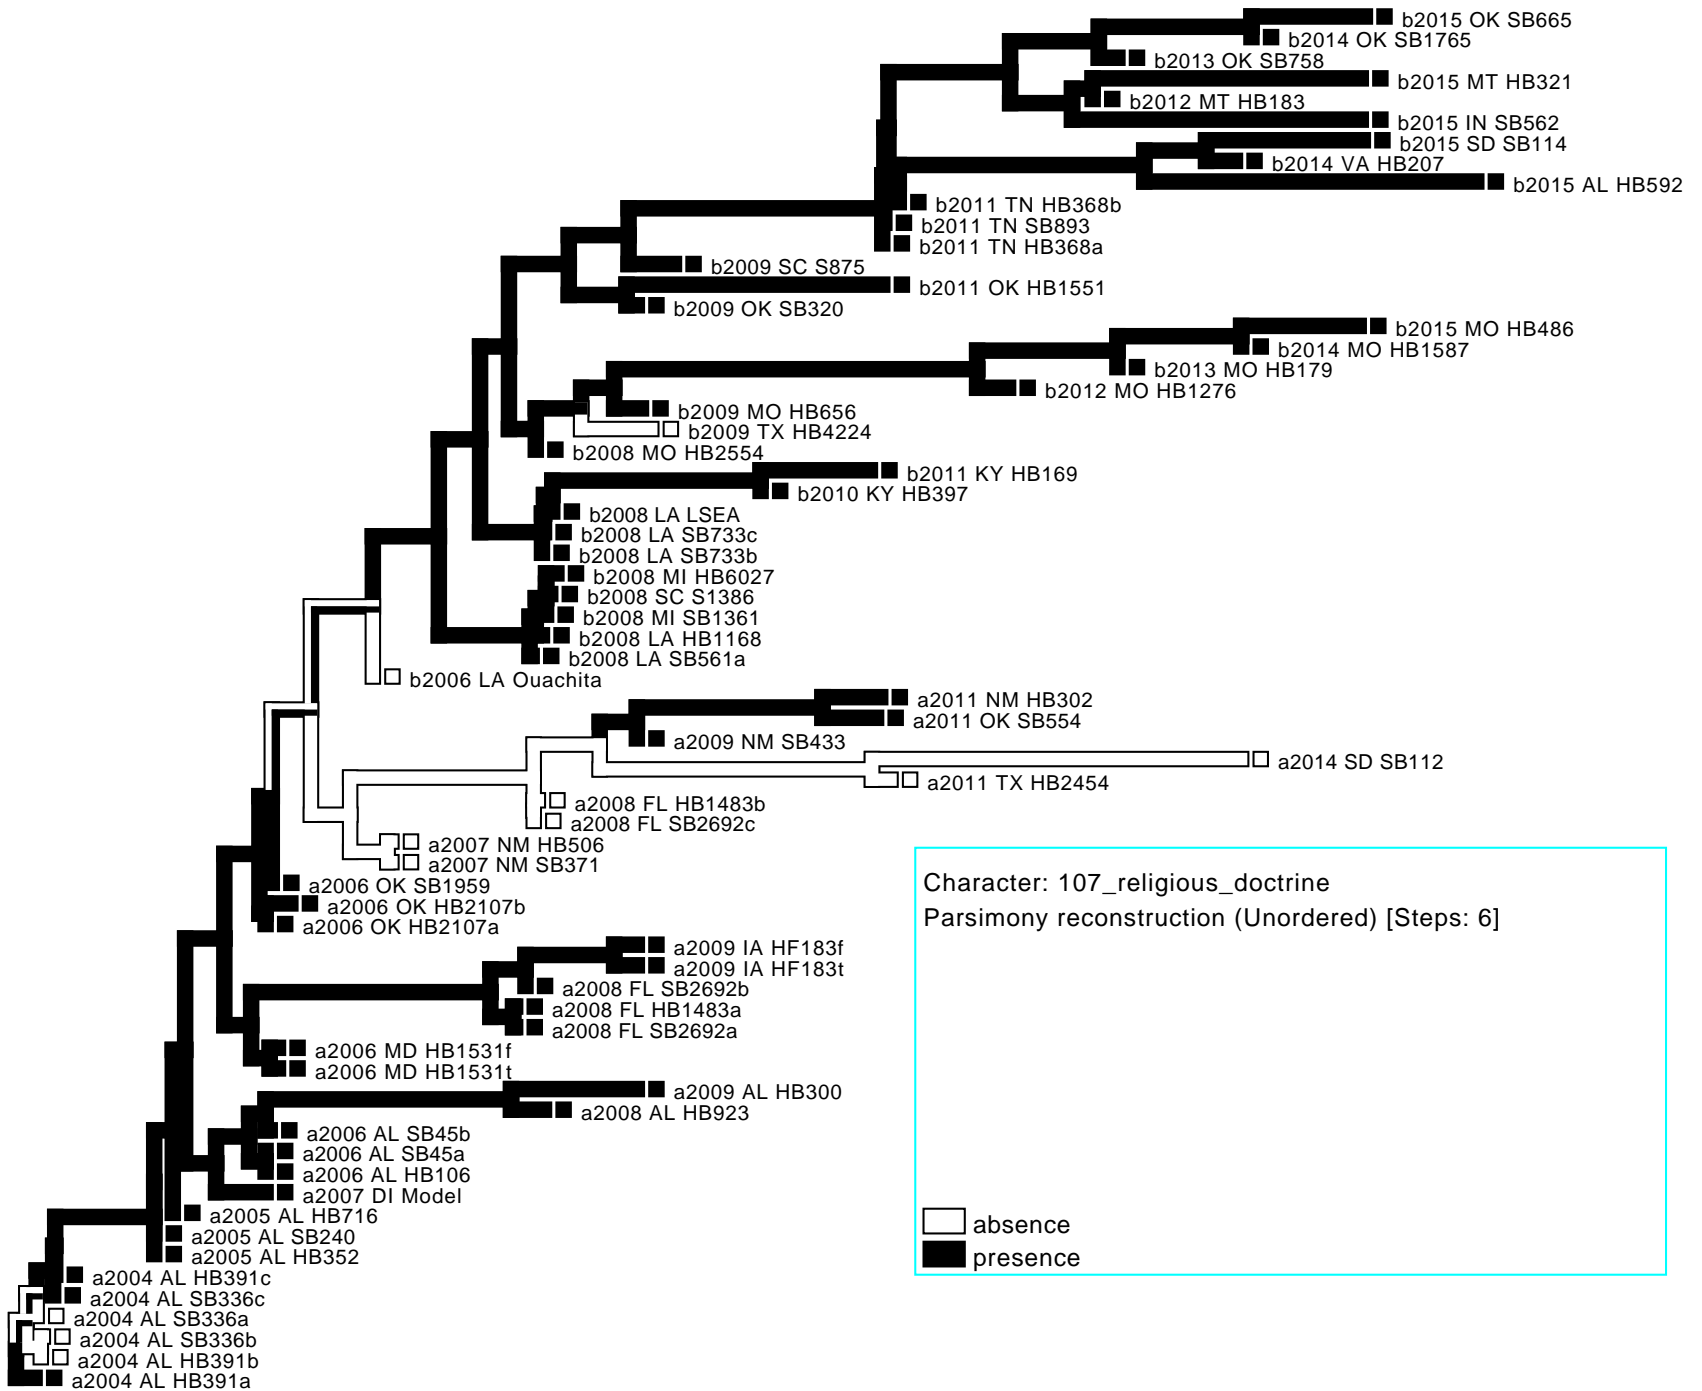 b2015 OK SB665
b2014 OK SB1765
b2013 OK SB758
b2015 MT HB321
b2012 MT HB183
b2015 IN SB562
b2015 SD SB114
b2014 VA HB207
b2015 AL HB592
b2011 TN HB368b
b2011 TN SB893
b2011 TN HB368a
b2009 SC S875
b2011 OK HB1551
b2009 OK SB320
b2015 MO HB486
b2014 MO HB1587
b2013 MO HB179
b2012 MO HB1276
b2009 MO HB656
b2009 TX HB4224
b2008 MO HB2554
b2011 KY HB169
b2010 KY HB397
b2008 LA LSEA
b2008 LA SB733c
b2008 LA SB733b
b2008 MI HB6027
b2008 SC S1386
b2008 MI SB1361
b2008 LA HB1168
b2008 LA SB561a
b2006 LA Ouachita
a2011 NM HB302
a2011 OK SB554
a2009 NM SB433
a2014 SD SB112
a2011 TX HB2454
a2008 FL HB1483b
a2008 FL SB2692c
a2007 NM HB506
a2007 NM SB371
a2006 OK SB1959
a2006 OK HB2107b
a2006 OK HB2107a
a2009 IA HF183f
a2009 IA HF183t
a2008 FL SB2692b
a2008 FL HB1483a
a2008 FL SB2692a
a2006 MD HB1531f
a2006 MD HB1531t
a2009 AL HB300
a2008 AL HB923
a2006 AL SB45b
a2006 AL SB45a
a2006 AL HB106
a2007 DI Model
a2005 AL HB716
a2005 AL SB240
a2005 AL HB352
a2004 AL HB391c
a2004 AL SB336c
a2004 AL SB336a
a2004 AL SB336b
a2004 AL HB391b
a2004 AL HB391a
Character: 107_religious_doctrine
Parsimony reconstruction (Unordered) [Steps: 6]
absence
presence